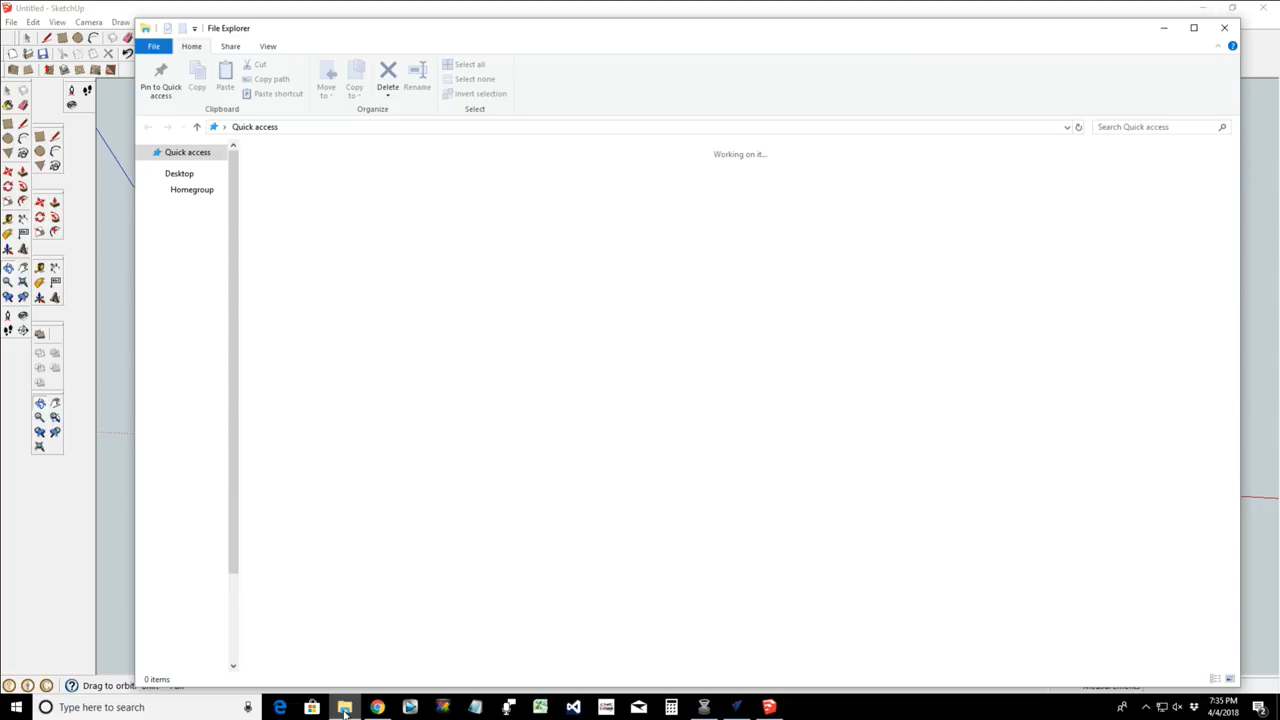 Untitled - SketchUp
File Edit View Camera Draw
File Explorer
File Home Share View
Pin to Quick access
Copy
Paste
Cut
Copy path
Paste shortcut
Clipboard
Move to
Copy to
Delete
Rename
Organize
Select all
Select none
Invert selection
Select
Quick access
Search Quick access
Quick access
Desktop
Homegroup
Working on it...
0 items
Drag to orbit.
Type here to search
7:35 PM
4/4/2018
2